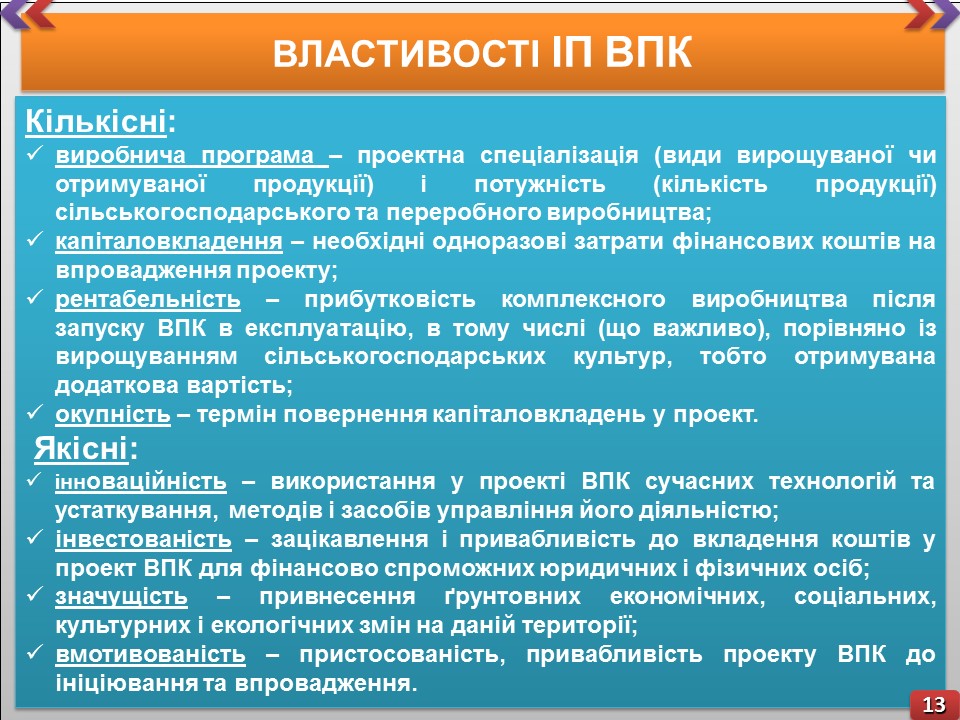 ВЛАСТИВОСТІ ІП ВПК
Кількісні:
✓ виробнича програма – проектна спеціалізація (види вирощуваної чи
отримуваної продукції) і потужність (кількість продукції)
сільськогосподарського та переробного виробництва;
✓ капіталовкладення – необхідні одноразові затрати фінансових коштів на
впровадження проекту;
✓ рентабельність – прибутковість комплексного виробництва після
запуску ВПК в експлуатацію, в тому числі (що важливо), порівняно із
вирощуванням сільськогосподарських культур, тобто отримувана
додаткова вартість;
✓ окупність – термін повернення капіталовкладень у проект.
Якісні:
✓ інноваційність – використання у проекті ВПК сучасних технологій та
устаткування, методів і засобів управління його діяльністю;
✓ інвестованість – зацікавлення і привабливість до вкладення коштів у
проект ВПК для фінансово спроможних юридичних і фізичних осіб;
✓ значущість – привнесення ґрунтовних економічних, соціальних,
культурних і екологічних змін на даній території;
✓ вмотивованість – пристосованість, привабливість проекту ВПК до
ініціювання та впровадження.
13